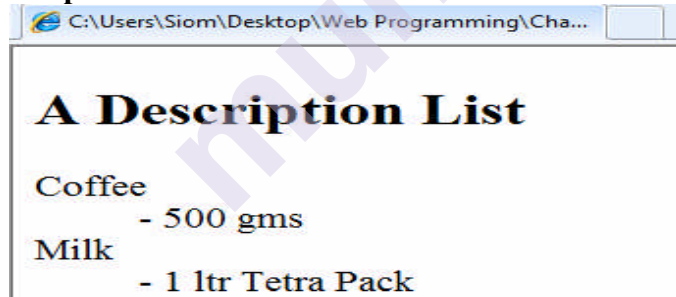 C:\Users\Siom\Desktop\Web Programming\Cha...
A Description List
Coffee
- 500 gms
Milk
- 1 ltr Tetra Pack